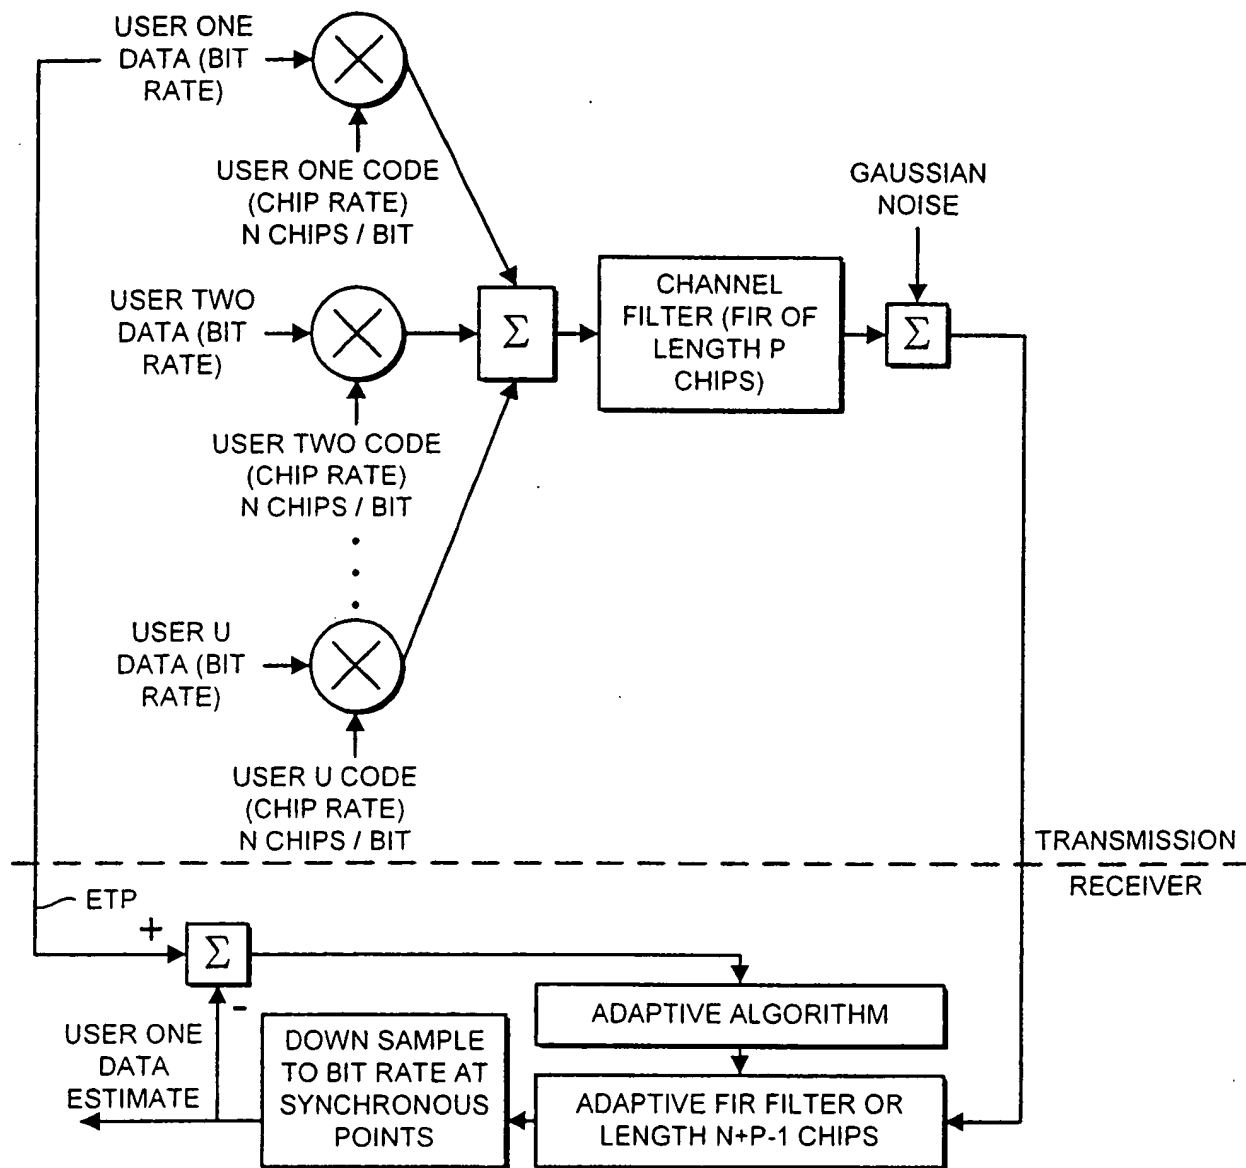 USER ONE
DATA (BIT
RATE)
USER ONE CODE
(CHIP RATE)
N CHIPS / BIT
GAUSSIAN
NOISE
USER TWO
DATA (BIT
RATE)
Σ
CHANNEL
FILTER (FIR OF
LENGTH P
CHIPS)
Σ
USER TWO CODE
(CHIP RATE)
N CHIPS / BIT
USER U
DATA (BIT
RATE)
USER U CODE
(CHIP RATE)
N CHIPS / BIT
TRANSMISSION
RECEIVER
ETP
+
Σ
-
ADAPTIVE ALGORITHM
USER ONE
DATA
ESTIMATE
DOWN SAMPLE
TO BIT RATE AT
SYNCHRONOUS
POINTS
ADAPTIVE FIR FILTER OR
LENGTH N+P-1 CHIPS